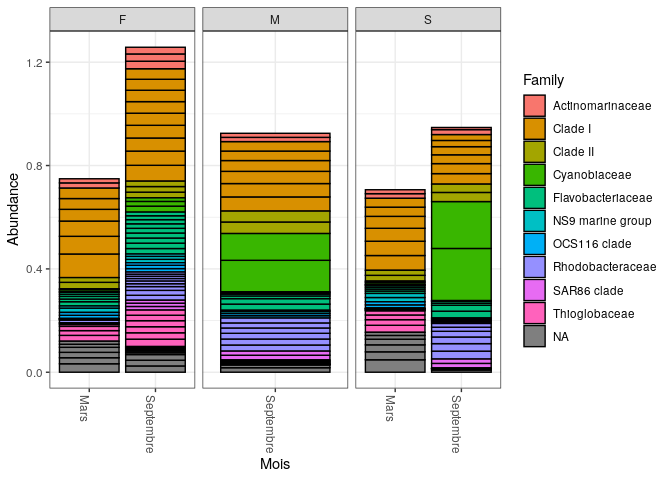 F M S
1.2
0.8
0.4
0.0
Abundance
Mars
Septembre
Septembre
Mars
Septembre
Mois
Family
Actinomarinaceae
Clade I
Clade II
Cyanobiaceae
Flavobacteriaceae
NS9 marine group
OCS116 clade
Rhodobacteraceae
SAR86 clade
Thioglobaceae
NA